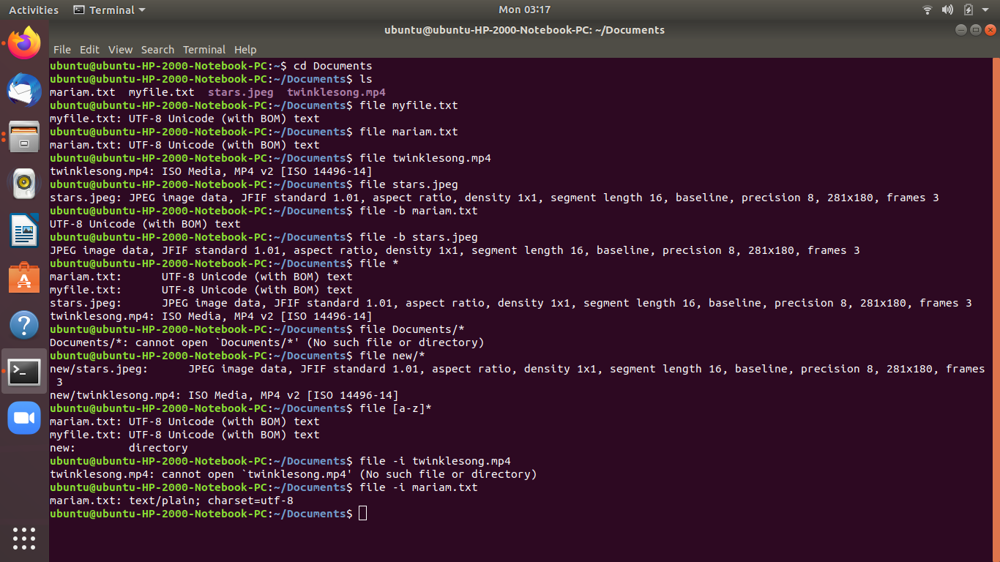 Activities Terminal Mon 03:17
ubuntu@ubuntu-HP-2000-Notebook-PC: ~/Documents
File Edit View Search Terminal Help
ubuntu@ubuntu-HP-2000-Notebook-PC:~$ cd Documents
ubuntu@ubuntu-HP-2000-Notebook-PC:~/Documents$ ls
mariam.txt  myfile.txt  stars.jpeg  twinklesong.mp4
ubuntu@ubuntu-HP-2000-Notebook-PC:~/Documents$ file myfile.txt
myfile.txt: UTF-8 Unicode (with BOM) text
ubuntu@ubuntu-HP-2000-Notebook-PC:~/Documents$ file mariam.txt
mariam.txt: UTF-8 Unicode (with BOM) text
ubuntu@ubuntu-HP-2000-Notebook-PC:~/Documents$ file twinklesong.mp4
twinklesong.mp4: ISO Media, MP4 v2 [ISO 14496-14]
ubuntu@ubuntu-HP-2000-Notebook-PC:~/Documents$ file stars.jpeg
stars.jpeg: JPEG image data, JFIF standard 1.01, aspect ratio, density 1x1, segment length 16, baseline, precision 8, 281x180, frames 3
ubuntu@ubuntu-HP-2000-Notebook-PC:~/Documents$ file -b mariam.txt
UTF-8 Unicode (with BOM) text
ubuntu@ubuntu-HP-2000-Notebook-PC:~/Documents$ file -b stars.jpeg
JPEG image data, JFIF standard 1.01, aspect ratio, density 1x1, segment length 16, baseline, precision 8, 281x180, frames 3
ubuntu@ubuntu-HP-2000-Notebook-PC:~/Documents$ file *
mariam.txt:      UTF-8 Unicode (with BOM) text
myfile.txt:      UTF-8 Unicode (with BOM) text
stars.jpeg:      JPEG image data, JFIF standard 1.01, aspect ratio, density 1x1, segment length 16, baseline, precision 8, 281x180, frames 3
twinklesong.mp4: ISO Media, MP4 v2 [ISO 14496-14]
ubuntu@ubuntu-HP-2000-Notebook-PC:~/Documents$ file Documents/*
Documents/*: cannot open `Documents/*' (No such file or directory)
ubuntu@ubuntu-HP-2000-Notebook-PC:~/Documents$ file new/*
new/stars.jpeg:      JPEG image data, JFIF standard 1.01, aspect ratio, density 1x1, segment length 16, baseline, precision 8, 281x180, frames
 3
new/twinklesong.mp4: ISO Media, MP4 v2 [ISO 14496-14]
ubuntu@ubuntu-HP-2000-Notebook-PC:~/Documents$ file [a-z]*
mariam.txt: UTF-8 Unicode (with BOM) text
myfile.txt: UTF-8 Unicode (with BOM) text
new:        directory
ubuntu@ubuntu-HP-2000-Notebook-PC:~/Documents$ file -i twinklesong.mp4
twinklesong.mp4: cannot open `twinklesong.mp4' (No such file or directory)
ubuntu@ubuntu-HP-2000-Notebook-PC:~/Documents$ file -i mariam.txt
mariam.txt: text/plain; charset=utf-8
ubuntu@ubuntu-HP-2000-Notebook-PC:~/Documents$